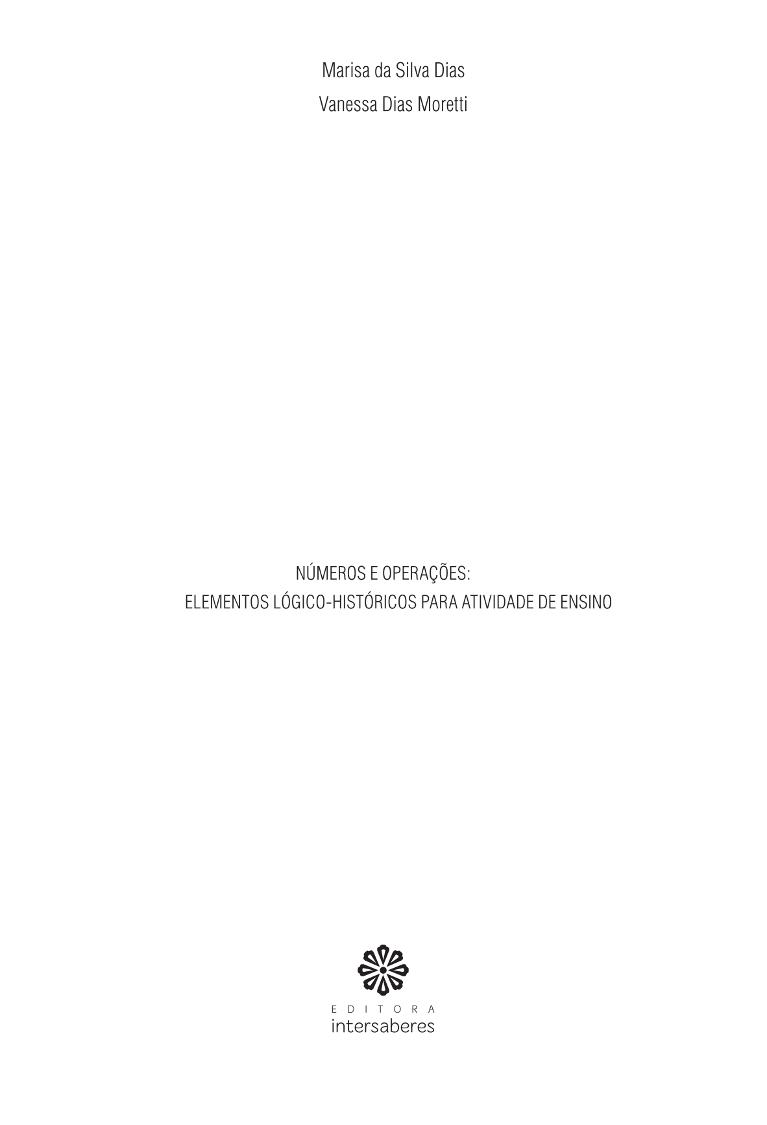 Marisa da Silva Dias
Vanessa Dias Moretti
NÚMEROS E OPERAÇÕES:
ELEMENTOS LÓGICO-HISTÓRICOS PARA ATIVIDADE DE ENSINO
EDITORA
intersaberes